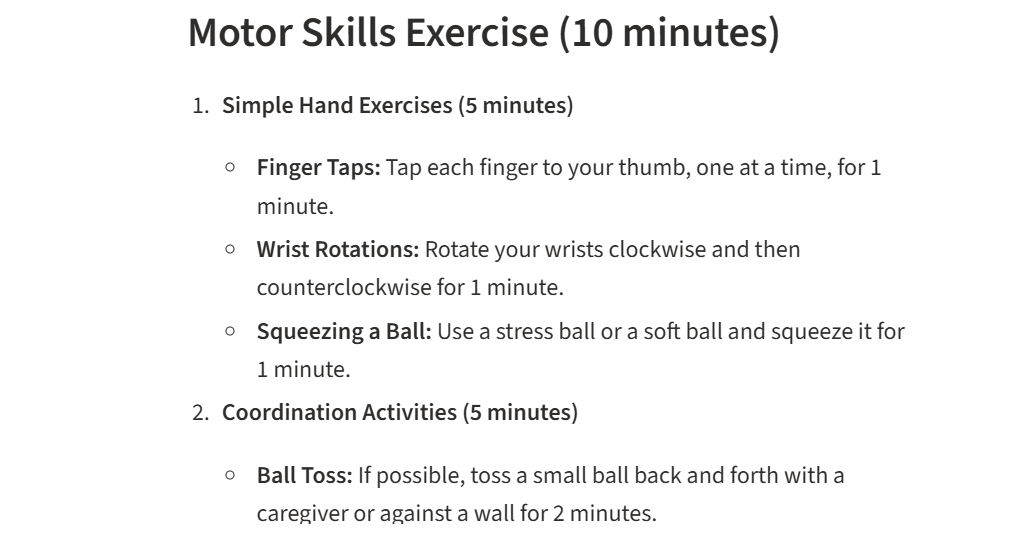 Motor Skills Exercise (10 minutes)
1. Simple Hand Exercises (5 minutes)
○ Finger Taps: Tap each finger to your thumb, one at a time, for 1
minute.
○ Wrist Rotations: Rotate your wrists clockwise and then
counterclockwise for 1 minute.
○ Squeezing a Ball: Use a stress ball or a soft ball and squeeze it for
1 minute.
2. Coordination Activities (5 minutes)
○ Ball Toss: If possible, toss a small ball back and forth with a
caregiver or against a wall for 2 minutes.